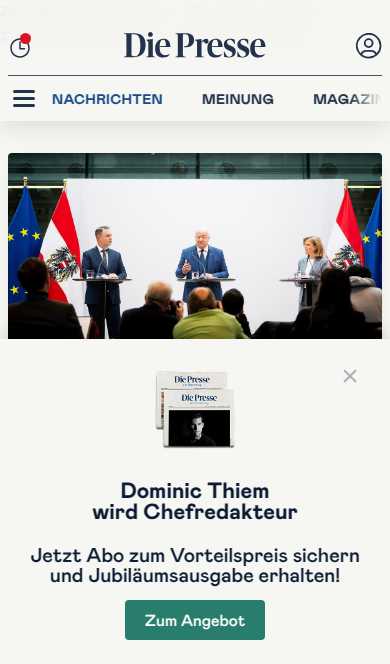 Die Presse
NACHRICHTEN MEINUNG MAGAZIN
Die Presse
Die Presse
Dominic Thiem
wird Chefredakteur
Jetzt Abo zum Vorteilspreis sichern
und Jubiläumsausgabe erhalten!
Zum Angebot